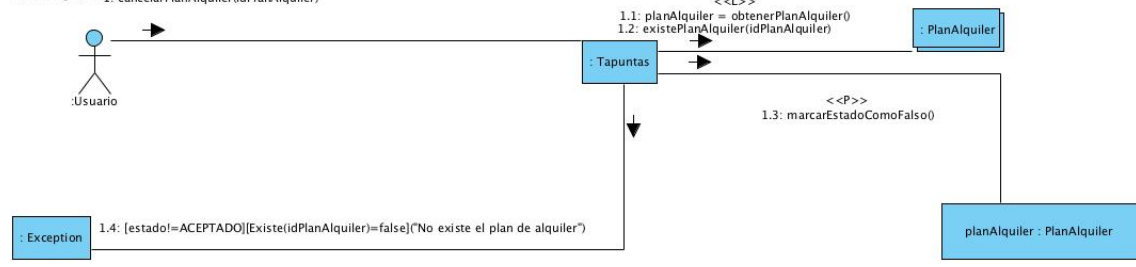 1: cancelarPlanAlquiler(idPlanAlquiler)
<<L>>
1.1: planAlquiler = obtenerPlanAlquiler()
1.2: existePlanAlquiler(idPlanAlquiler)
: PlanAlquiler
: Tapuntas
:Usuario
<<P>>
1.3: marcarEstadoComoFalso()
1.4: [estado!=ACEPTADO][Existe(idPlanAlquiler)=false]("No existe el plan de alquiler")
: Exception
planAlquiler : PlanAlquiler